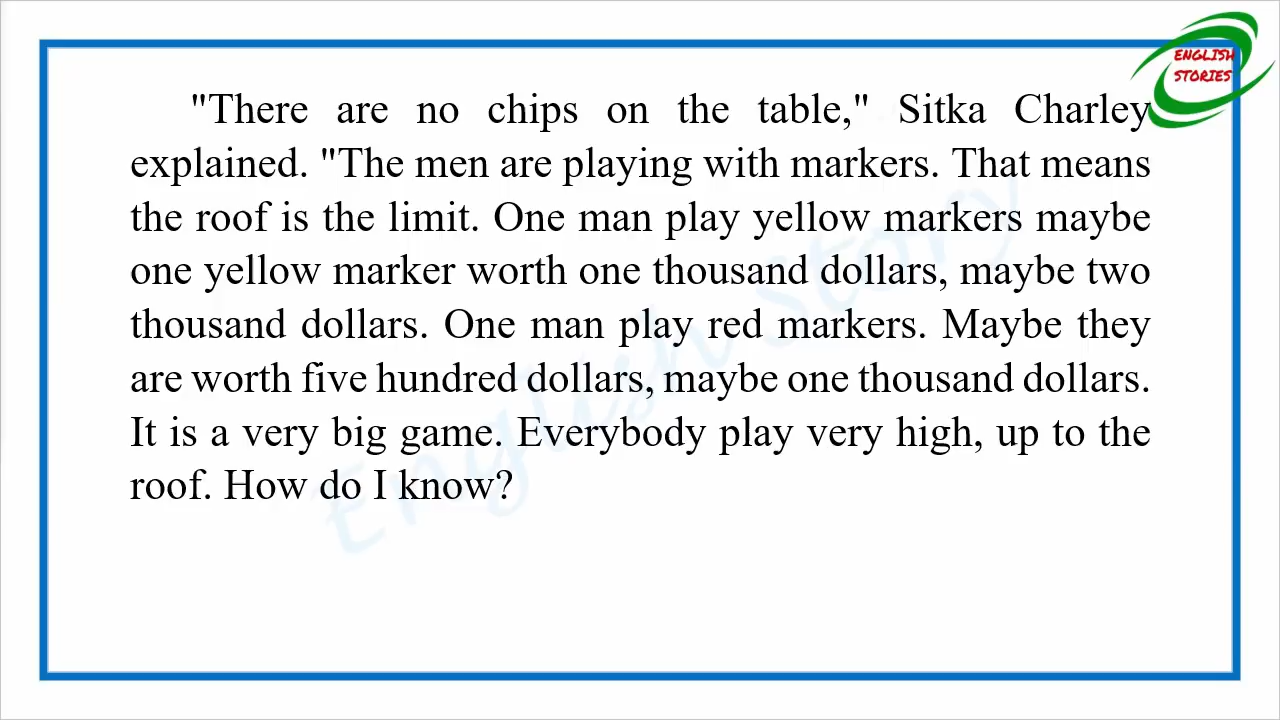 ENGLISH
STORIES
"There are no chips on the table," Sitka Charley
explained. "The men are playing with markers. That means
the roof is the limit. One man play yellow markers maybe
one yellow marker worth one thousand dollars, maybe two
thousand dollars. One man play red markers. Maybe they
are worth five hundred dollars, maybe one thousand dollars.
It is a very big game. Everybody play very high, up to the
roof. How do I know?
English Story